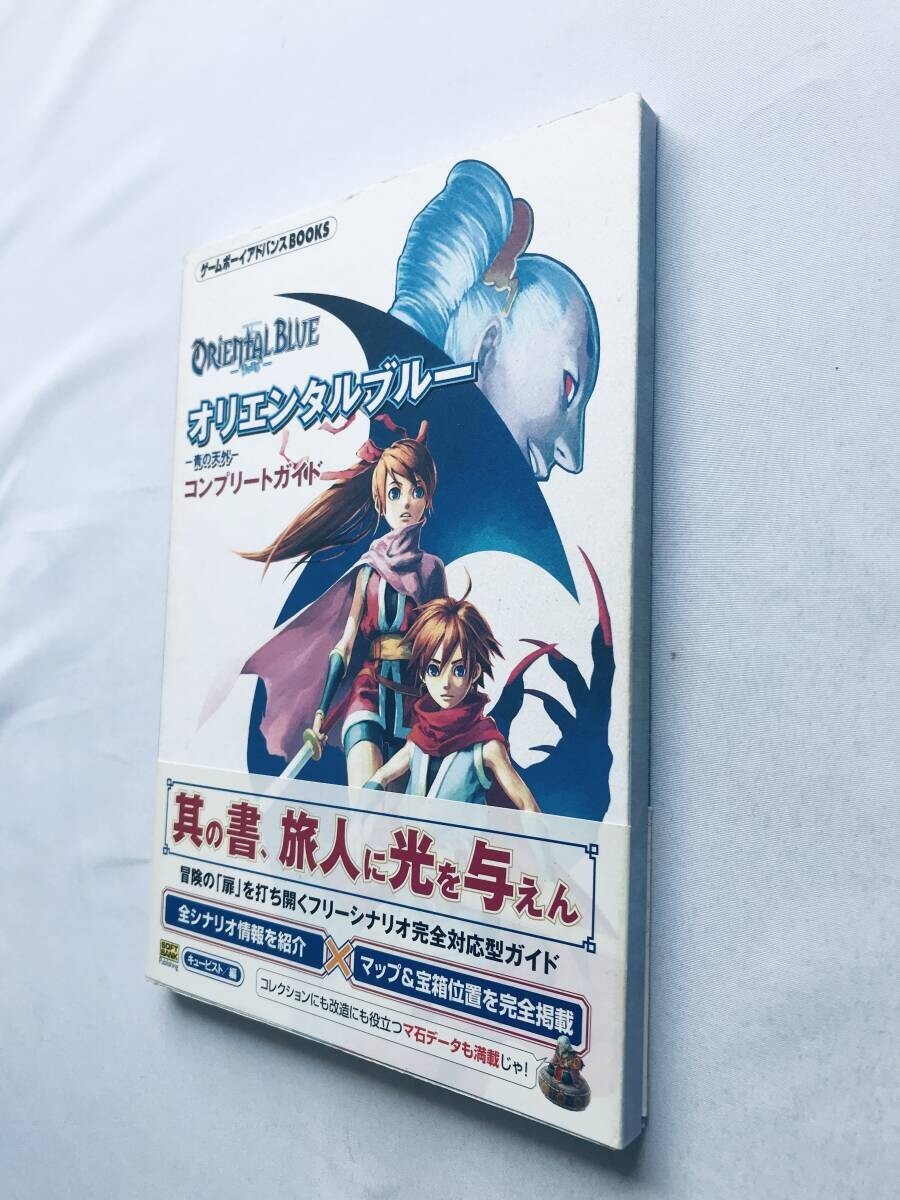 ゲームボーイアドバンスBOOKS
ORIENTAL BLUE
オリエンタルブルー
－青の天外－
コンプリートガイド
其の書、旅人に光を与えん
冒険の「扉」を打ち開くフリーシナリオ完全対応型ガイド
全シナリオ情報を紹介
×
マップ&宝箱位置を完全掲載
SOFT
BANK
Publishing
キュービスト/編
コレクションにも改造にも役立つマ石データも満載じゃ!